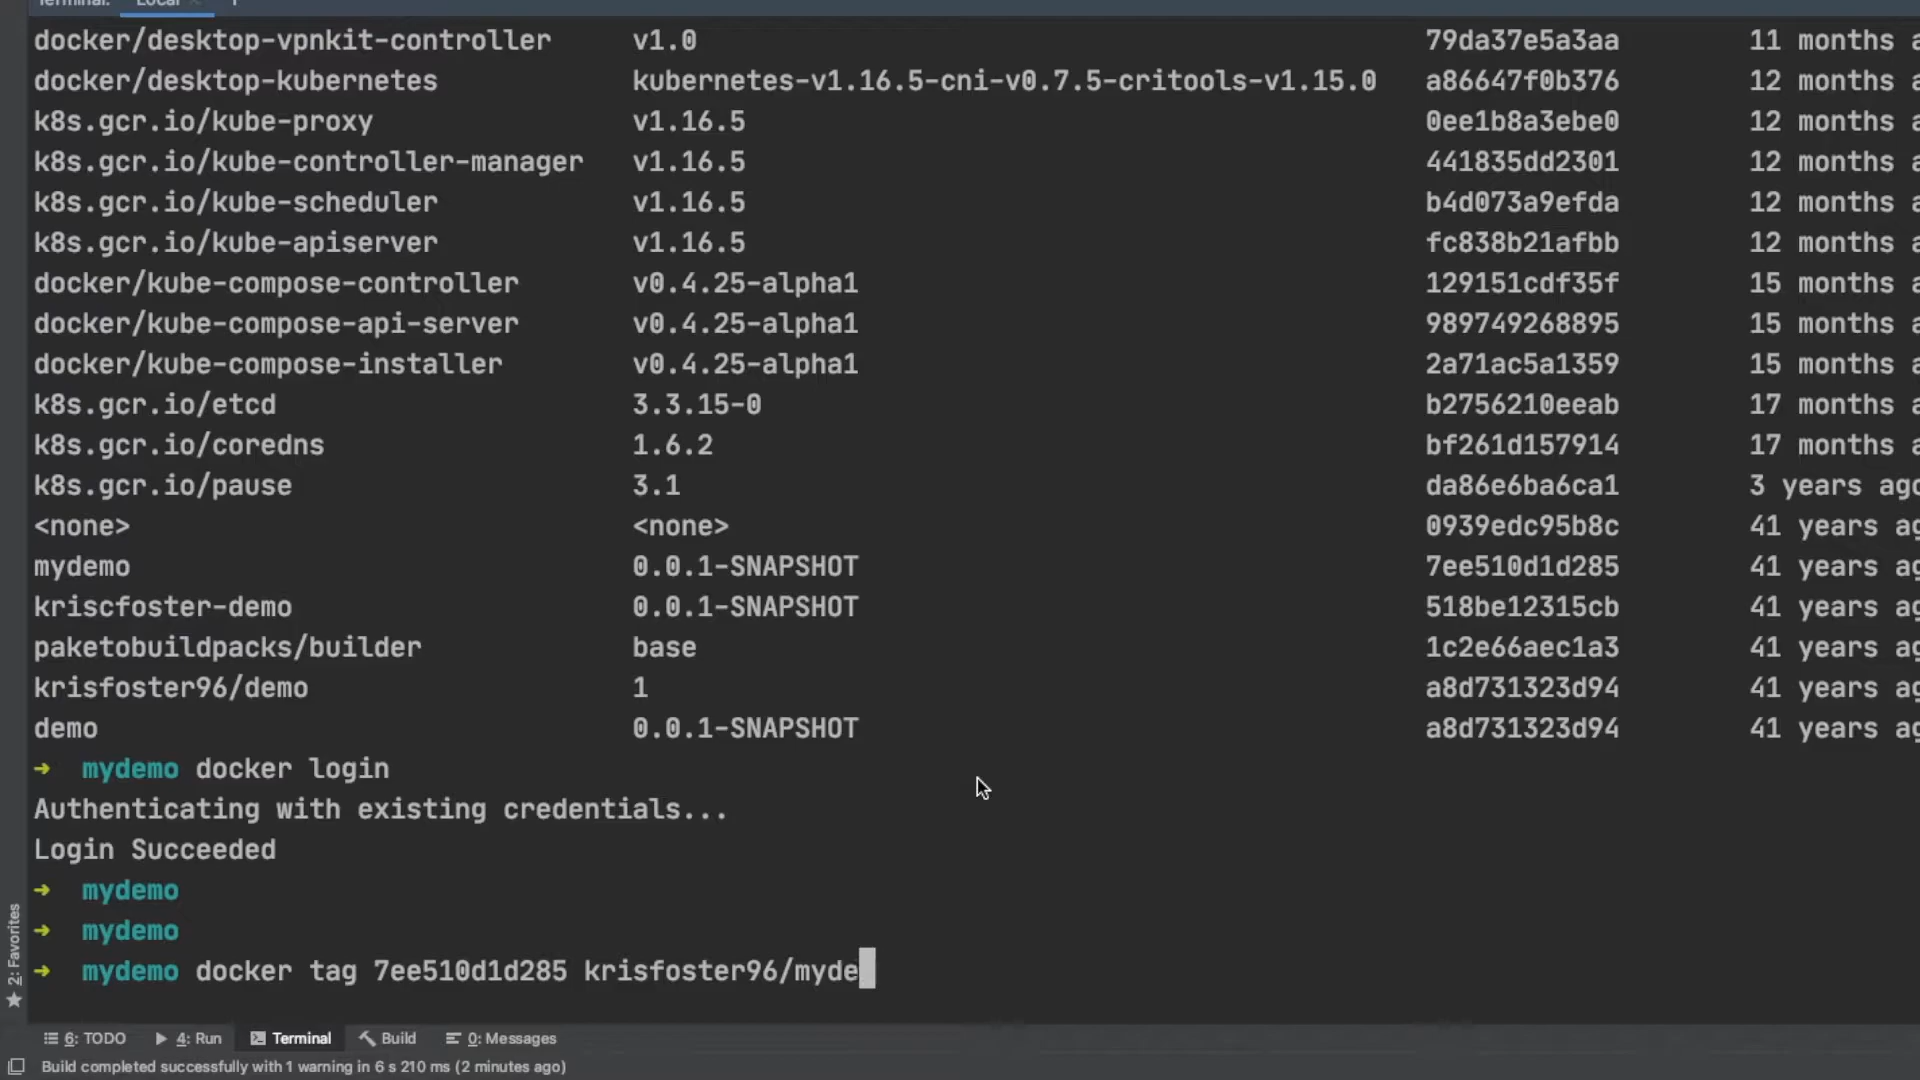 Terminal: Local × +
docker/desktop-vpnkit-controller v1.0 79da37e5a3aa 11 months a
docker/desktop-kubernetes kubernetes-v1.16.5-cni-v0.7.5-critools-v1.15.0 a86647f0b376 12 months a
k8s.gcr.io/kube-proxy v1.16.5 0ee1b8a3ebe0 12 months a
k8s.gcr.io/kube-controller-manager v1.16.5 441835dd2301 12 months a
k8s.gcr.io/kube-scheduler v1.16.5 b4d073a9efda 12 months a
k8s.gcr.io/kube-apiserver v1.16.5 fc838b21afbb 12 months a
docker/kube-compose-controller v0.4.25-alpha1 129151cdf35f 15 months a
docker/kube-compose-api-server v0.4.25-alpha1 989749268895 15 months a
docker/kube-compose-installer v0.4.25-alpha1 2a71ac5a1359 15 months a
k8s.gcr.io/etcd 3.3.15-0 b2756210eeab 17 months a
k8s.gcr.io/coredns 1.6.2 bf261d157914 17 months a
k8s.gcr.io/pause 3.1 da86e6ba6ca1 3 years ago
<none> <none> 0939edc95b8c 41 years ag
mydemo 0.0.1-SNAPSHOT 7ee510d1d285 41 years ag
kriscfoster-demo 0.0.1-SNAPSHOT 518be12315cb 41 years ag
paketobuildpacks/builder base 1c2e66aec1a3 41 years ag
krisfoster96/demo 1 a8d731323d94 41 years ag
demo 0.0.1-SNAPSHOT a8d731323d94 41 years ag
➜ mydemo docker login
Authenticating with existing credentials...
Login Succeeded
➜ mydemo
➜ mydemo
➜ mydemo docker tag 7ee510d1d285 krisfoster96/myde
2: Favorites
6: TODO 4: Run Terminal Build 0: Messages
Build completed successfully with 1 warning in 6 s 210 ms (2 minutes ago)